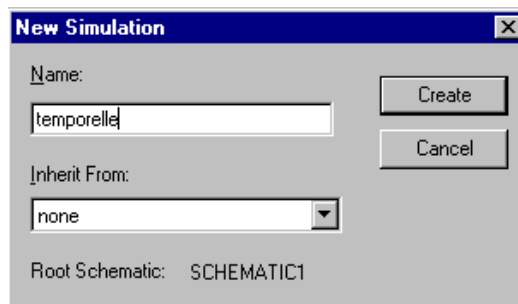 New Simulation
Name:
temporelle
Create
Cancel
Inherit From:
none
Root Schematic: SCHEMATIC1